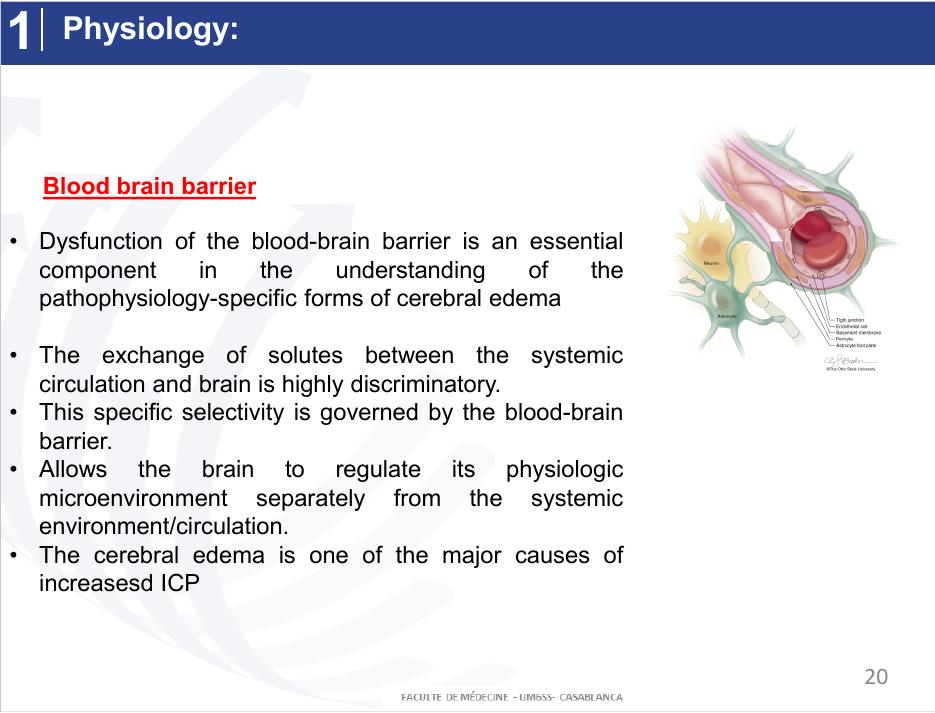 1 Physiology:
Blood brain barrier
• Dysfunction of the blood-brain barrier is an essential
component in the understanding of the
pathophysiology-specific forms of cerebral edema
• The exchange of solutes between the systemic
circulation and brain is highly discriminatory.
• This specific selectivity is governed by the blood-brain
barrier.
• Allows the brain to regulate its physiologic
microenvironment separately from the systemic
environment/circulation.
• The cerebral edema is one of the major causes of
increasesd ICP
Neuron
Astrocyte
Tight junction
Endothelial cell
Basement membrane
Pericyte
Astrocyte foot plate
©The Ohio State University
20
FACULTE DE MÉDECINE - UM6SS- CASABLANCA